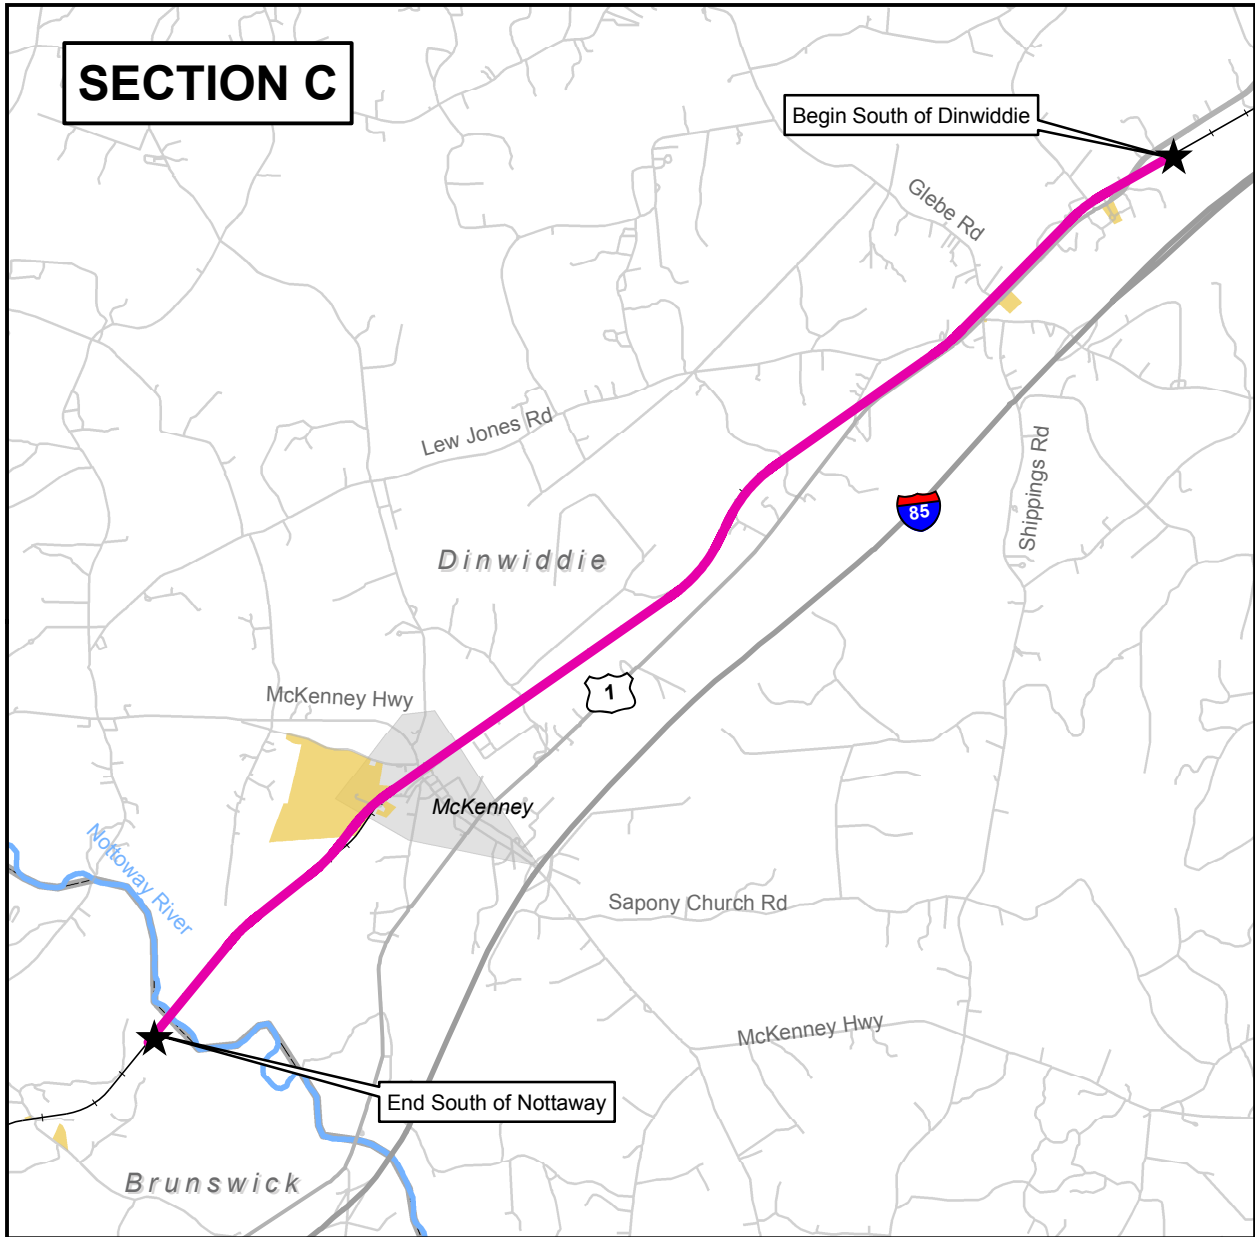 SECTION C
Begin South of Dinwiddie
Glebe Rd
Lew Jones Rd
Shippings Rd
85
Dinwiddie
1
McKenney Hwy
McKenney
Nottoway River
Sapony Church Rd
McKenney Hwy
End South of Nottaway
Brunswick